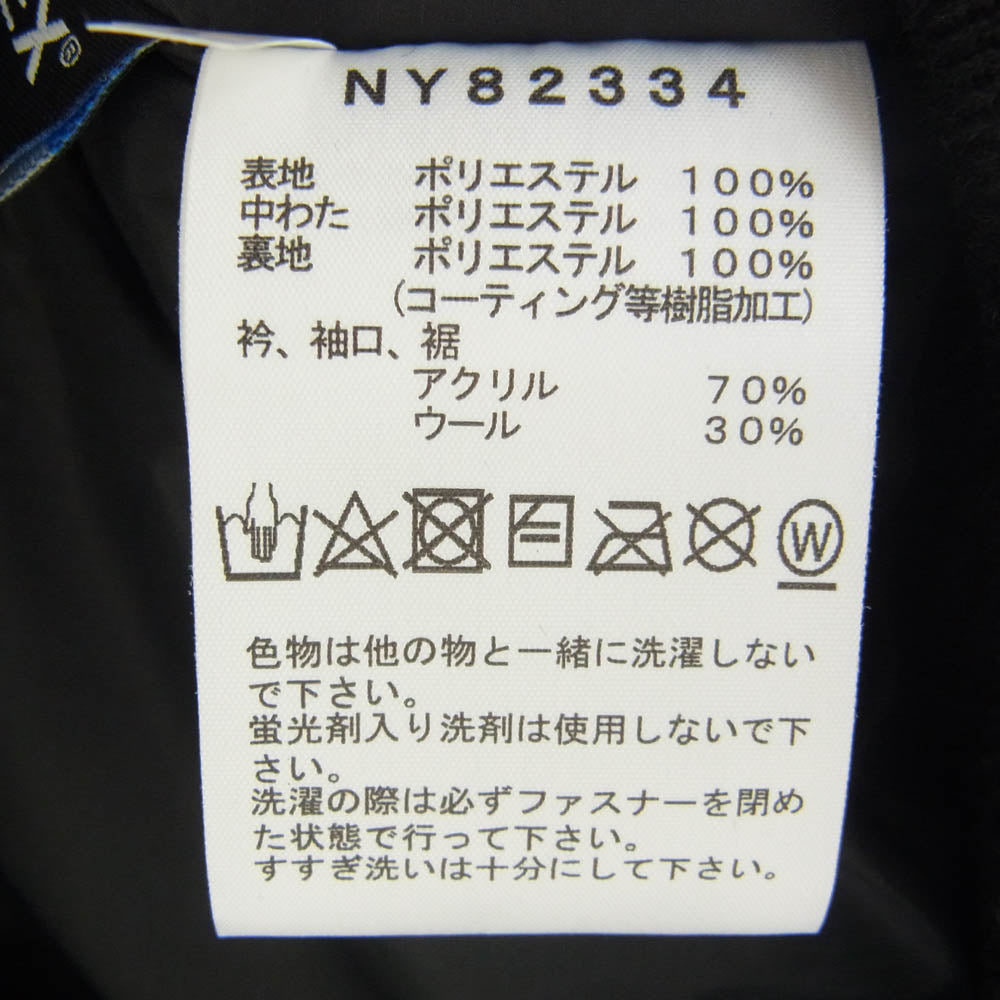 NY82334
表地 ポリエステル 100%
中わた ポリエステル 100%
裏地 ポリエステル 100%
(コーティング等樹脂加工)
衿、袖口、裾
アクリル 70%
ウール 30%
W
色物は他の物と一緒に洗濯しない
で下さい。
蛍光剤入り洗剤は使用しないで下
さい。
洗濯の際は必ずファスナーを閉め
た状態で行って下さい。
すすぎ洗いは十分にして下さい。